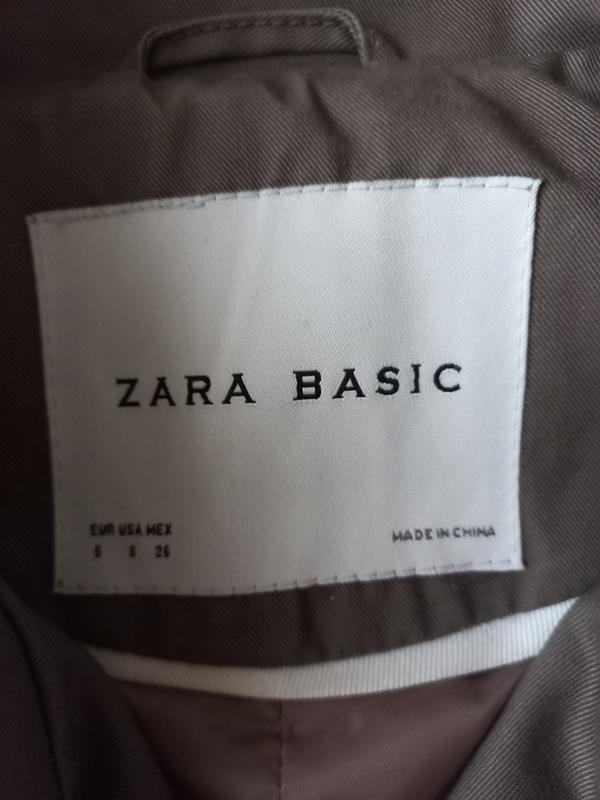 ZARA BASIC
EUR USA MEX
S S 26
MADE IN CHINA